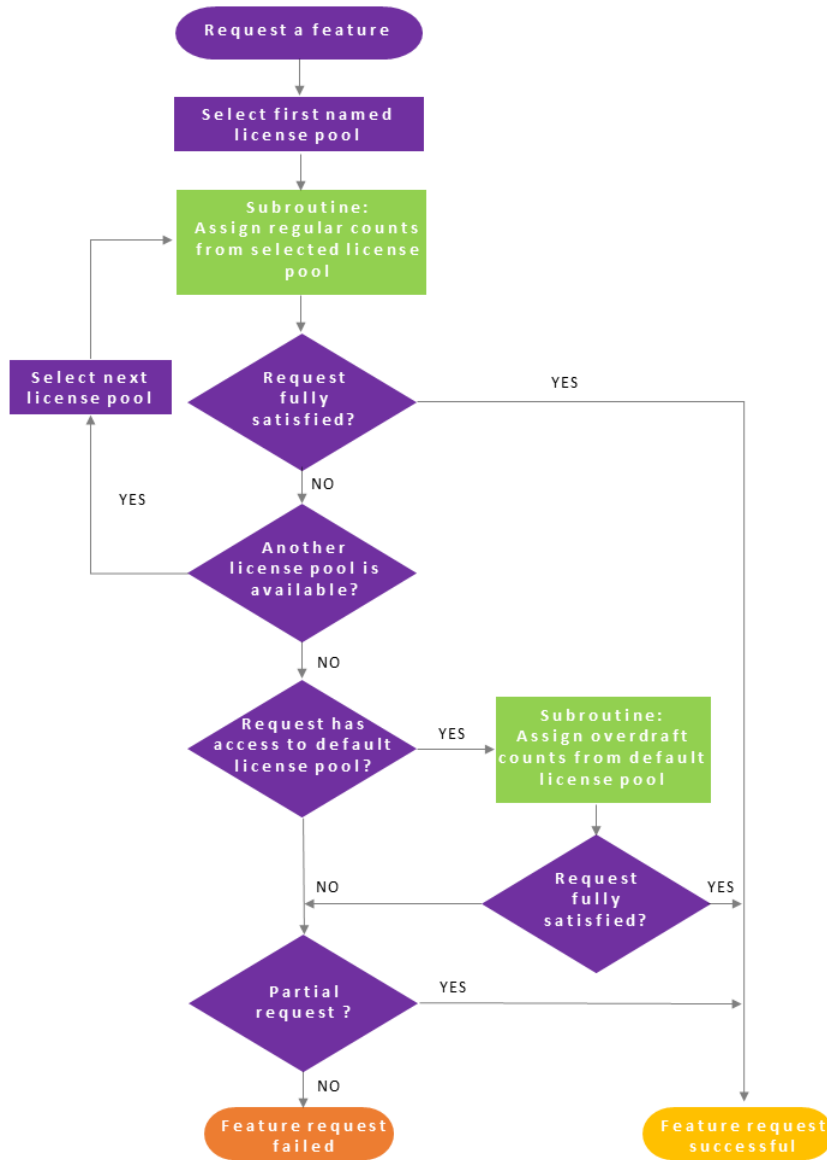 Request a feature
Select first named
license pool
Subroutine:
Assign regular counts
from selected license
pool
Select next
license pool
Request
fully
satisfied?
YES
NO
YES
Another
license pool is
available?
NO
Request has
access to default
license pool?
YES
Subroutine:
Assign overdraft
counts from default
license pool
NO
Request
fully
satisfied?
YES
Partial
request ?
YES
NO
Feature request
failed
Feature request
successful